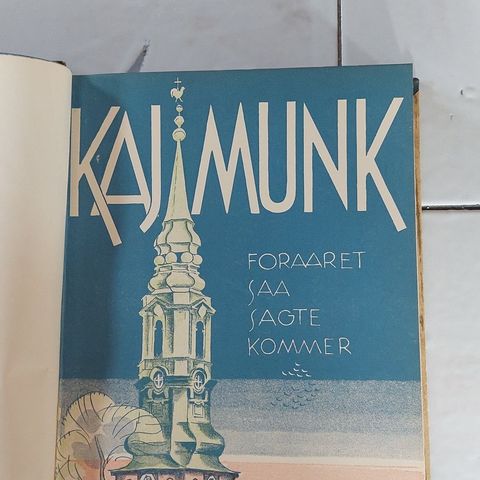 KAJ MUNK
FORAARET
SAA
SAGTE
KOMMER